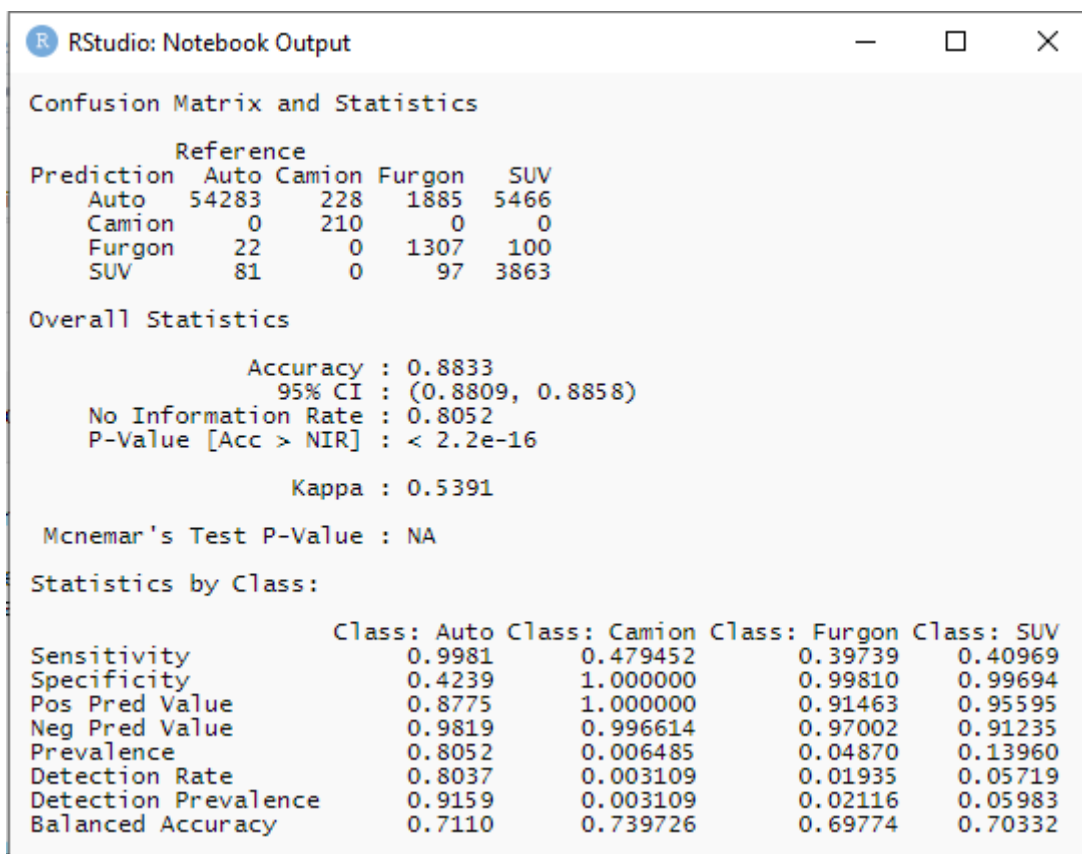 R RStudio: Notebook Output
Confusion Matrix and Statistics
Reference
Prediction Auto Camion Furgon SUV
Auto 54283 228 1885 5466
Camion 0 210 0 0
Furgon 22 0 1307 100
SUV 81 0 97 3863
Overall Statistics
Accuracy : 0.8833
95% CI : (0.8809, 0.8858)
No Information Rate : 0.8052
P-Value [Acc > NIR] : < 2.2e-16
Kappa : 0.5391
Mcnemar's Test P-Value : NA
Statistics by Class:
Class: Auto Class: Camion Class: Furgon Class: SUV
Sensitivity 0.9981 0.479452 0.39739 0.40969
Specificity 0.4239 1.000000 0.99810 0.99694
Pos Pred Value 0.8775 1.000000 0.91463 0.95595
Neg Pred Value 0.9819 0.996614 0.97002 0.91235
Prevalence 0.8052 0.006485 0.04870 0.13960
Detection Rate 0.8037 0.003109 0.01935 0.05719
Detection Prevalence 0.9159 0.003109 0.02116 0.05983
Balanced Accuracy 0.7110 0.739726 0.69774 0.70332